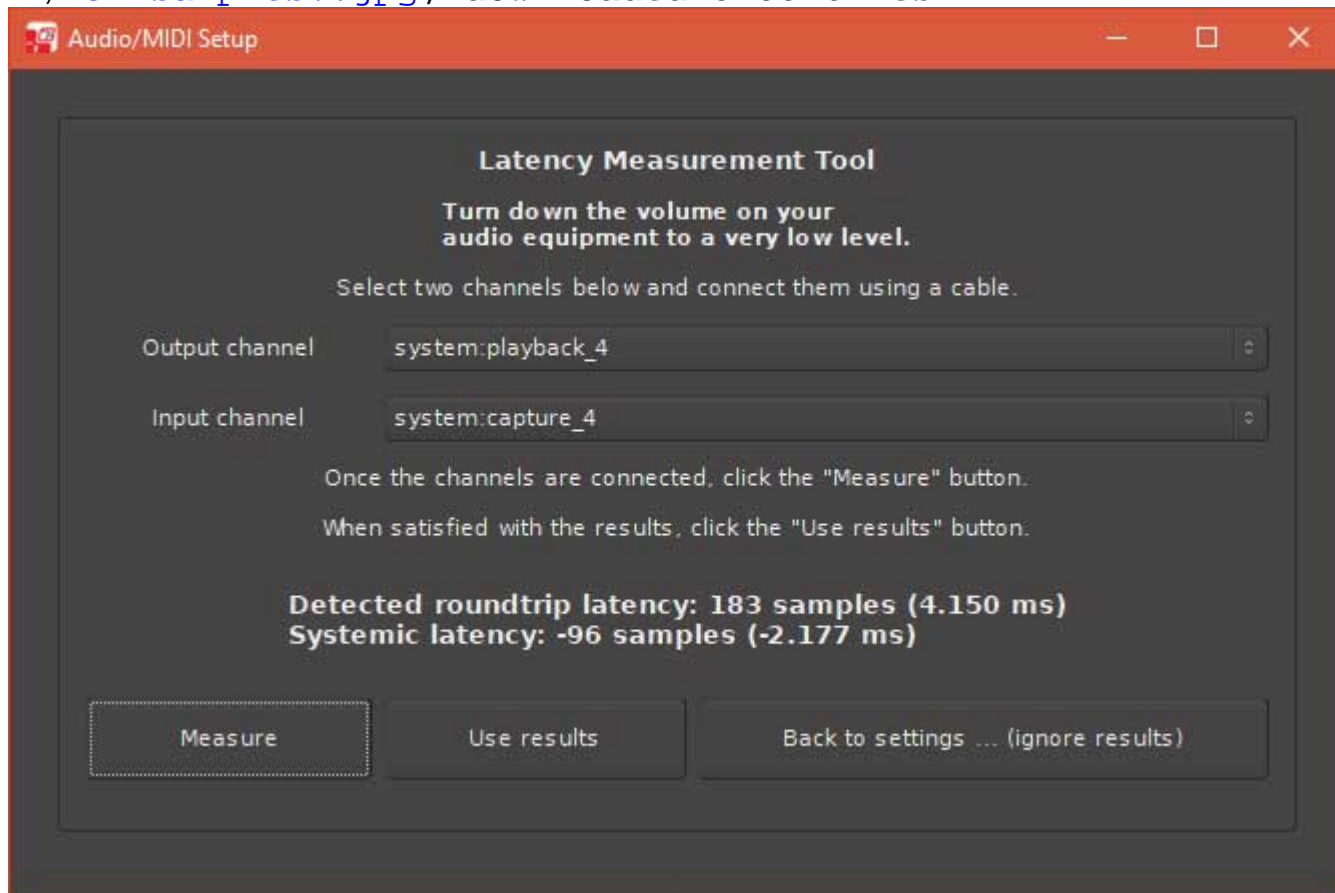 Audio/MIDI Setup
Latency Measurement Tool
Turn down the volume on your
audio equipment to a very low level.
Select two channels below and connect them using a cable.
Output channel system:playback_4
Input channel system:capture_4
Once the channels are connected, click the "Measure" button.
When satisfied with the results, click the "Use results" button.
Detected roundtrip latency: 183 samples (4.150 ms)
Systemic latency: -96 samples (-2.177 ms)
Measure Use results Back to settings ... (ignore results)